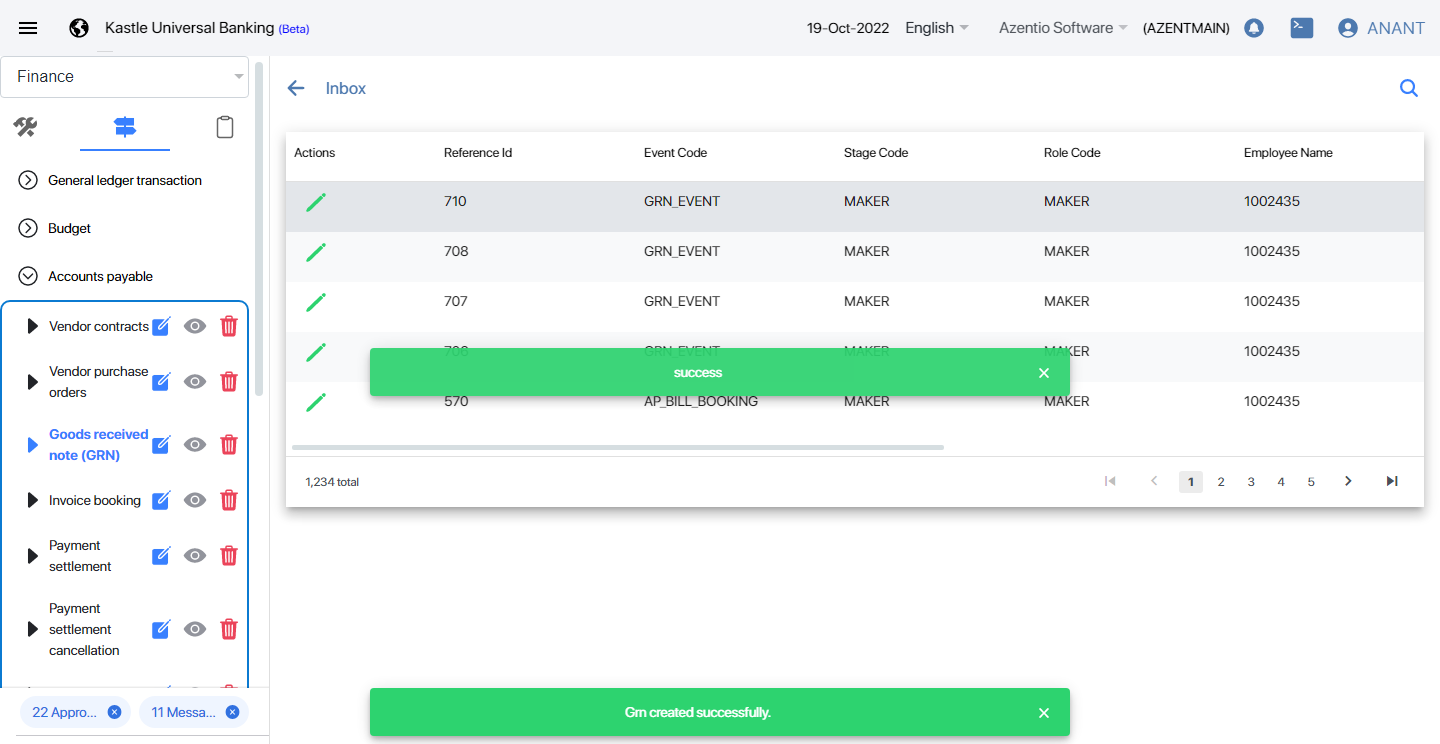 Kastle Universal Banking (Beta)
19-Oct-2022 English Azentio Software (AZENTMAIN) ANANT
Finance
General ledger transaction
Budget
Accounts payable
Vendor contracts
Vendor purchase
orders
Goods received
note (GRN)
Invoice booking
Payment
settlement
Payment
settlement
cancellation
22 Appro...
11 Messa...
Inbox
Actions Reference Id Event Code Stage Code Role Code Employee Name
710 GRN_EVENT MAKER MAKER 1002435
708 GRN_EVENT MAKER MAKER 1002435
707 GRN_EVENT MAKER MAKER 1002435
706 GRN_EVENT MAKER MAKER 1002435
success
570 AP_BILL_BOOKING MAKER MAKER 1002435
1,234 total
1 2 3 4 5
Grn created successfully.